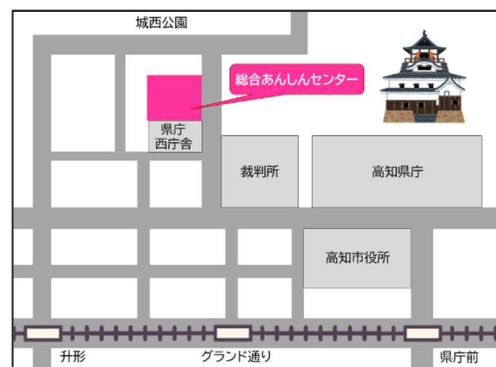 城西公園
総合あんしんセンター
県庁
西庁舎
裁判所
高知県庁
高知市役所
升形
グランド通り
県庁前